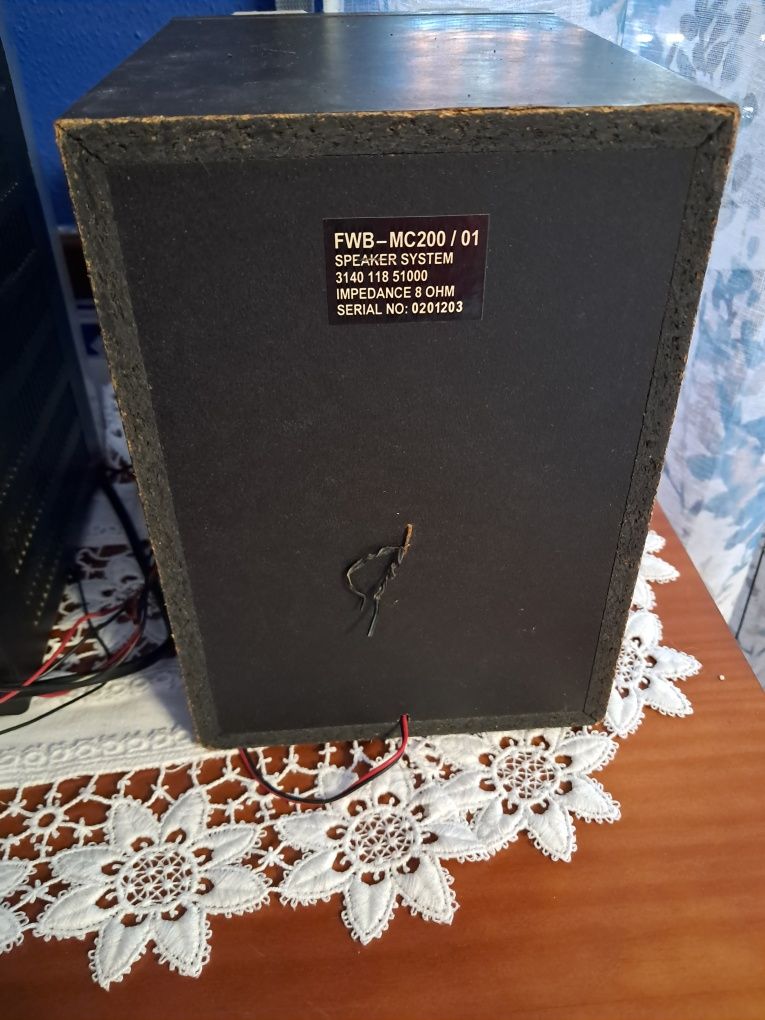 FWB–MC200 / 01
SPEAKER SYSTEM
3140 118 51000
IMPEDANCE 8 OHM
SERIAL NO: 0201203